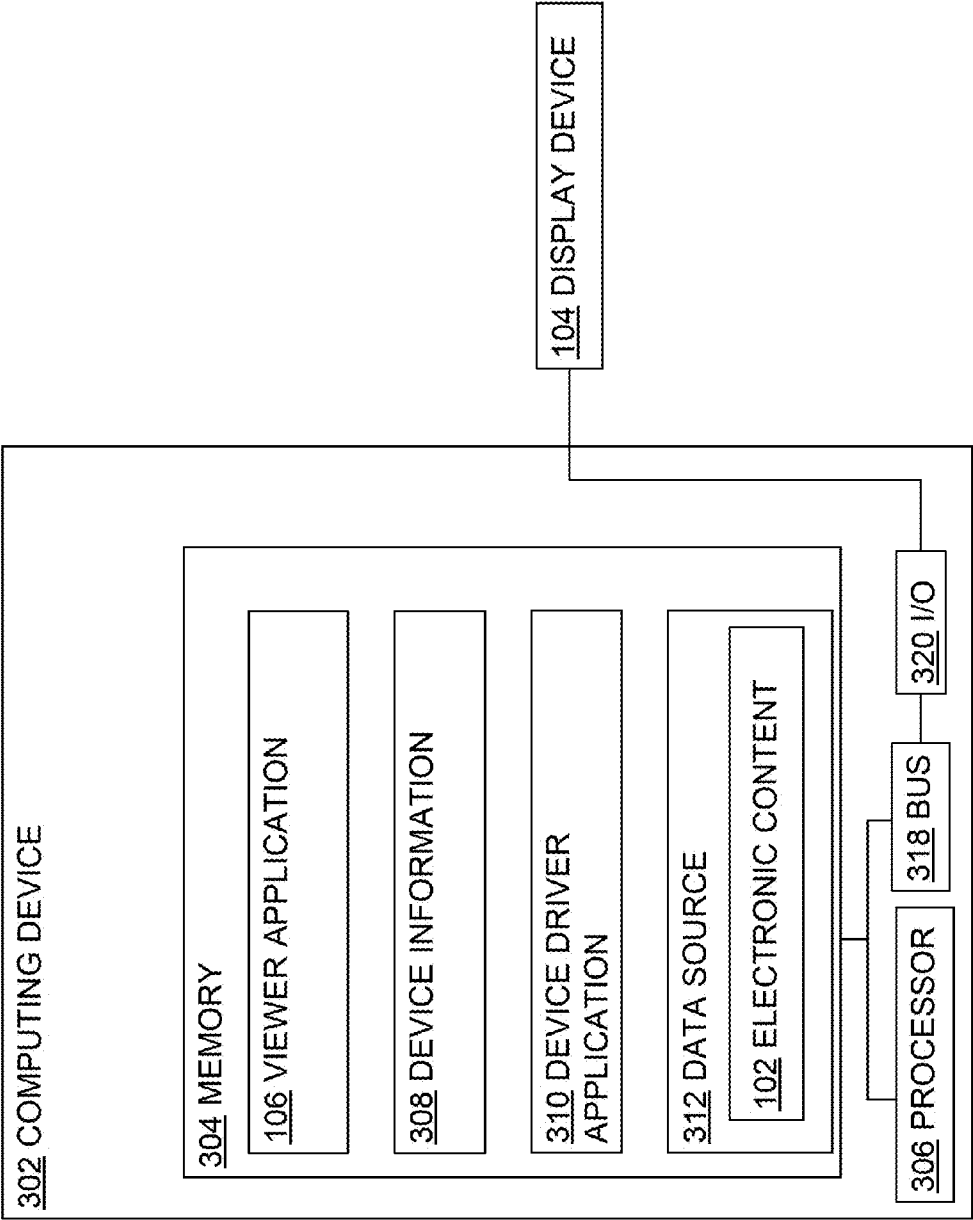 302 COMPUTING DEVICE
304 MEMORY
106 VIEWER APPLICATION
308 DEVICE INFORMATION
310 DEVICE DRIVER
APPLICATION
312 DATA SOURCE
102 ELECTRONIC CONTENT
306 PROCESSOR
318 BUS
320 I/O
104 DISPLAY DEVICE